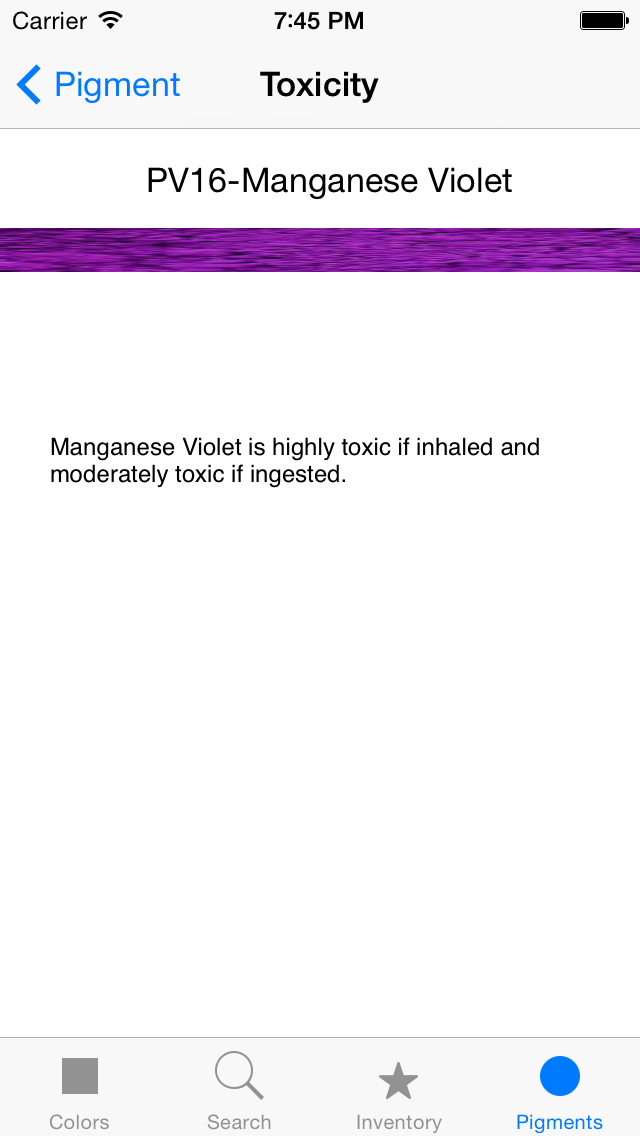 Carrier 7:45 PM
Pigment Toxicity
PV16-Manganese Violet
Manganese Violet is highly toxic if inhaled and
moderately toxic if ingested.
Colors Search Inventory Pigments